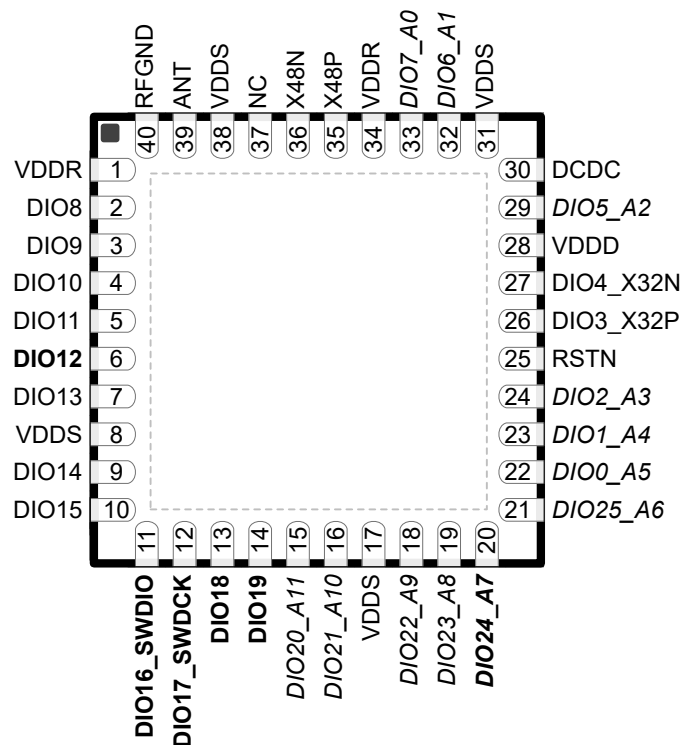 RFGND
ANT
VDDS
NC
X48N
X48P
VDDR
DIO7_A0
DIO6_A1
VDDS
40
39
38
37
36
35
34
33
32
31
VDDR 1
DIO8 2
DIO9 3
DIO10 4
DIO11 5
DIO12 6
DIO13 7
VDDS 8
DIO14 9
DIO15 10
30 DCDC
29 DIO5_A2
28 VDDD
27 DIO4_X32N
26 DIO3_X32P
25 RSTN
24 DIO2_A3
23 DIO1_A4
22 DIO0_A5
21 DIO25_A6
11
12
13
14
15
16
17
18
19
20
DIO16_SWDIO
DIO17_SWDCK
DIO18
DIO19
DIO20_A11
DIO21_A10
VDDS
DIO22_A9
DIO23_A8
DIO24_A7